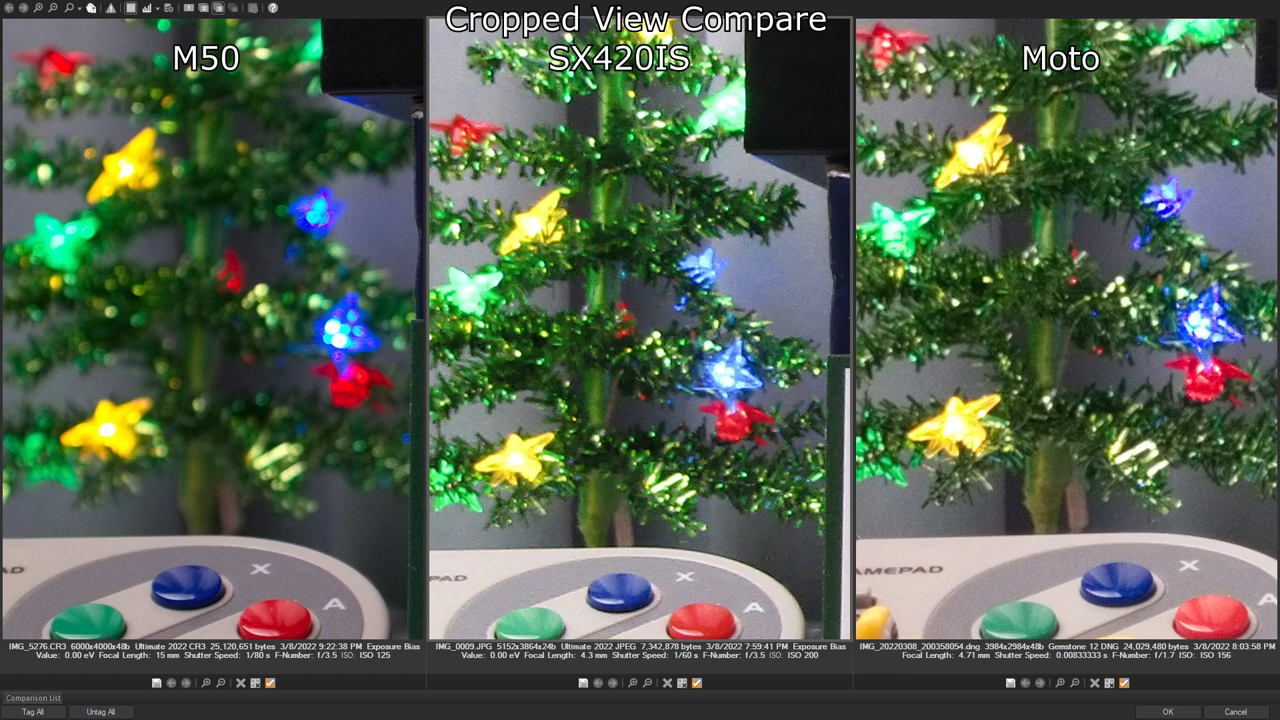 Cropped View Compare
M50
SX420IS
Moto
AD
X
A
PAD
X
A
AMEPAD
X
A
IMG_5276.CR3 6000x4000x48b Ultimate 2022 CR3 25,120,651 bytes 3/8/2022 9:22:38 PM Exposure Bias
Value: 0.00 eV Focal Length: 15 mm Shutter Speed: 1/80 s F-Number: f/3.5 ISO: ISO 125
IMG_0009.JPG 5152x3864x24b Ultimate 2022 JPEG 7,342,878 bytes 3/8/2022 7:59:41 PM Exposure Bias
Value: 0.00 eV Focal Length: 4.3 mm Shutter Speed: 1/60 s F-Number: f/3.5 ISO: ISO 200
IMG_20220308_200358054.dng 3984x2984x48b Gemstone 12 DNG 24,029,480 bytes 3/8/2022 8:03:58 PM
Focal Length: 4.71 mm Shutter Speed: 0.00833333 s F-Number: f/1.7 ISO: ISO 156
Comparison List
Tag All
Untag All
OK
Cancel